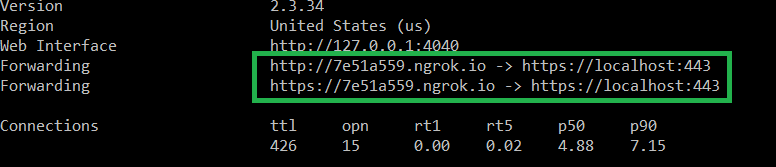 Version 2.3.34
Region United States (us)
Web Interface http://127.0.0.1:4040
Forwarding http://7e51a559.ngrok.io -> https://localhost:443
Forwarding https://7e51a559.ngrok.io -> https://localhost:443
Connections ttl opn rt1 rt5 p50 p90
426 15 0.00 0.02 4.88 7.15